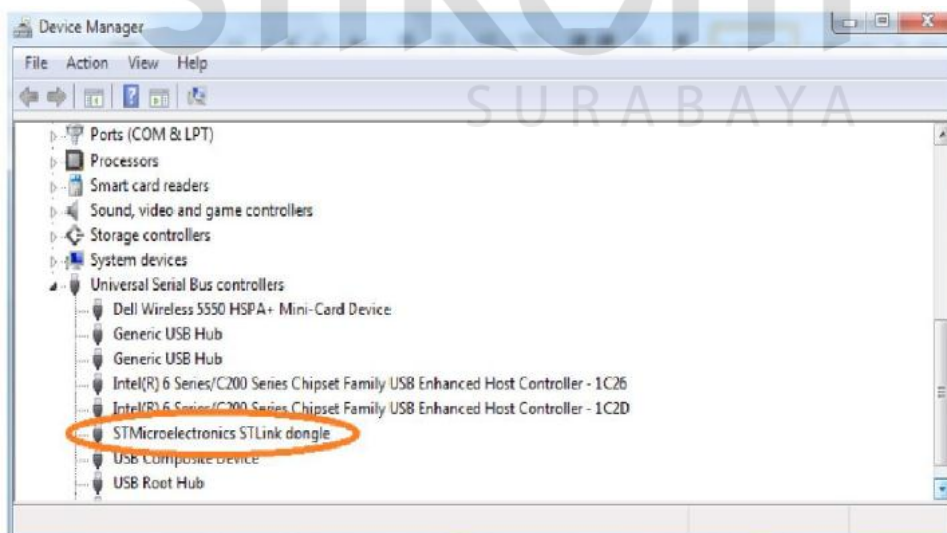 Device Manager
File Action View Help
SURABAYA
Ports (COM & LPT)
Processors
Smart card readers
Sound, video and game controllers
Storage controllers
System devices
Universal Serial Bus controllers
Dell Wireless 5550 HSPA+ Mini-Card Device
Generic USB Hub
Generic USB Hub
Intel(R) 6 Series/C200 Series Chipset Family USB Enhanced Host Controller - 1C26
Intel(R) 6 Series/C200 Series Chipset Family USB Enhanced Host Controller - 1C2D
STMicroelectronics STLink dongle
USB Composite Device
USB Root Hub